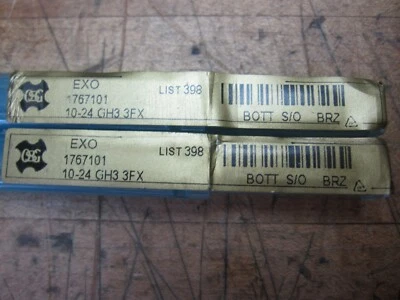 OSG
EXO
1767101
LIST 398
10-24 GH3 3FX
BOTT S/O BRZ
OSG
EXO
1767101
LIST 398
10-24 GH3 3FX
BOTT S/O BRZ